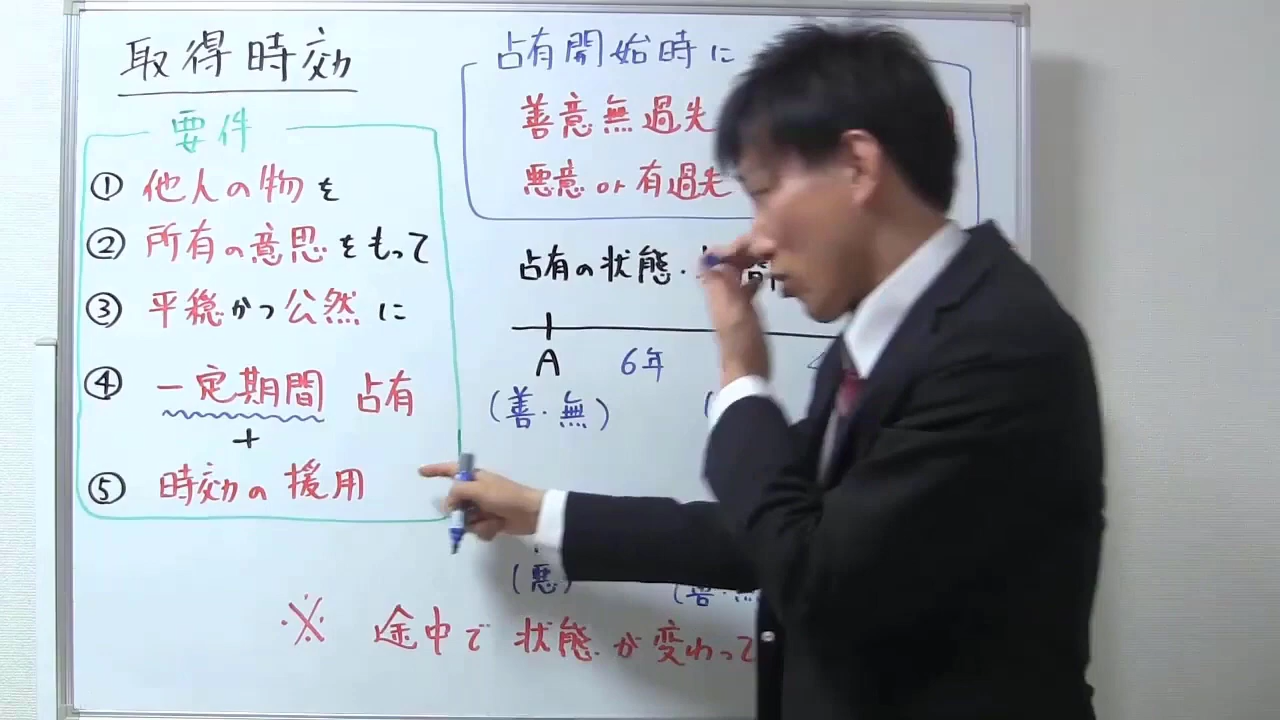 取得時効
要件
① 他人の物を
② 所有の意思をもって
③ 平穏かつ公然に
④ 一定期間 占有
+
⑤ 時効の援用
占有開始時に
善意無過失
悪意or有過失
占有の状態・
A 6年
(善・無)
(悪)
(善・無
※ 途中で状態が変わって